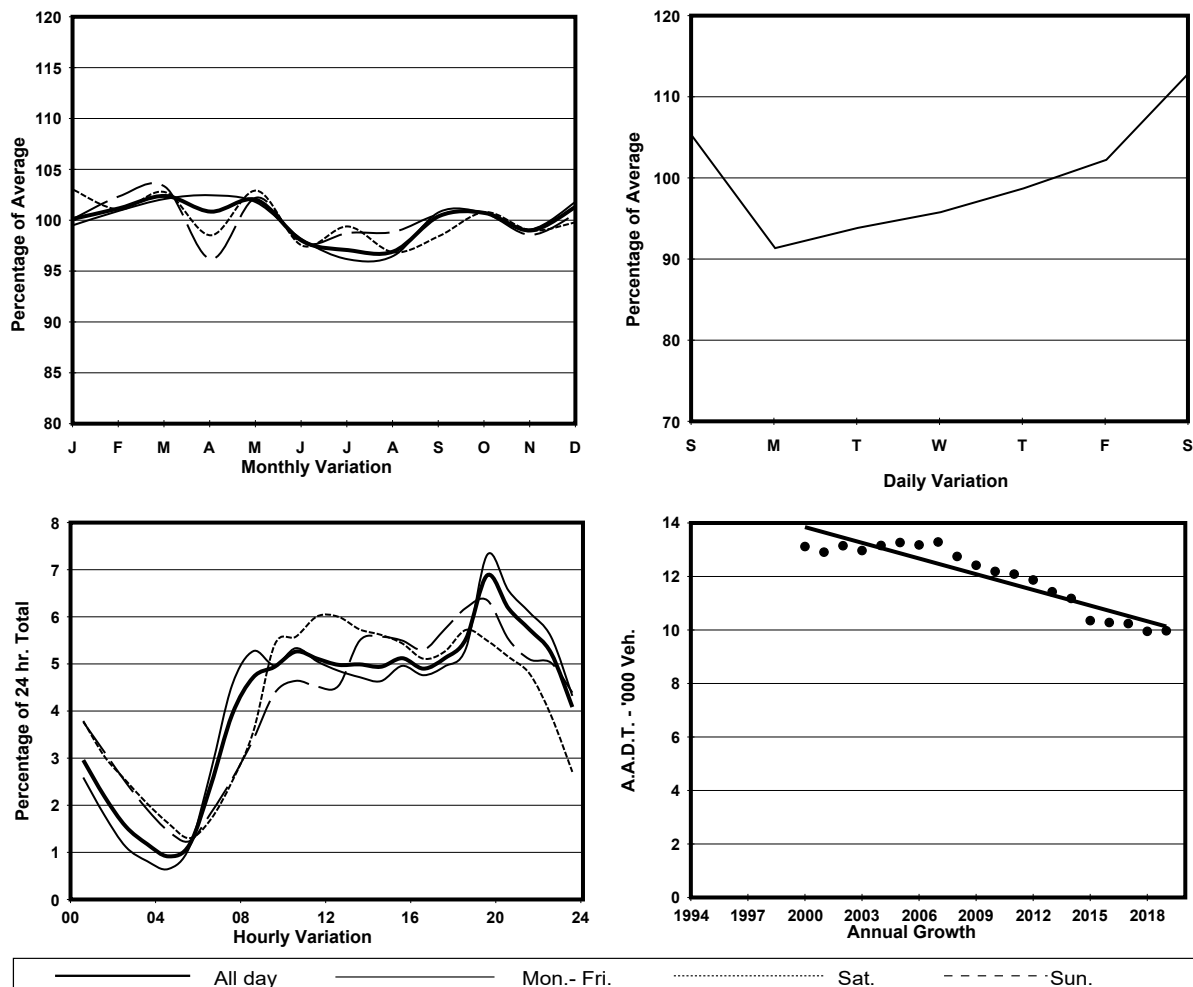 120
115
110
105
100
95
90
85
80
Percentage of Average
J F M A M J J A S O N D
Monthly Variation
120
110
100
90
80
70
Percentage of Average
S M T W T F S
Daily Variation
8
7
6
5
4
3
2
1
0
Percentage of 24 hr. Total
00 04 08 12 16 20 24
Hourly Variation
14
12
10
8
6
4
2
0
A.A.D.T. - '000 Veh.
1994 1997 2000 2003 2006 2009 2012 2015 2018
Annual Growth
All day Mon.- Fri. Sat. Sun.